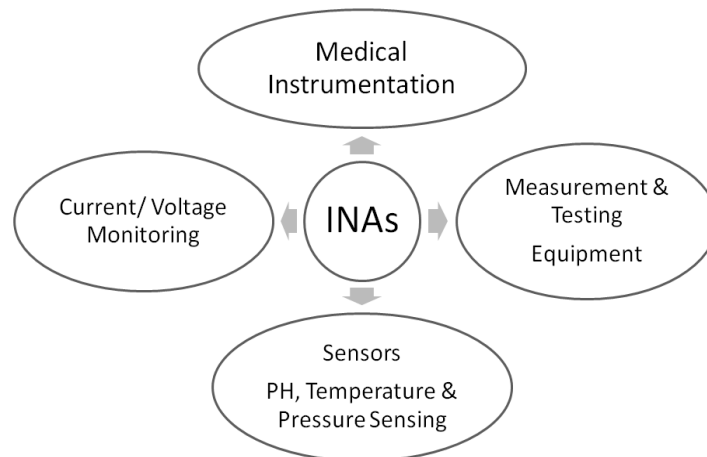 Medical
Instrumentation
Current/ Voltage
Monitoring
INAs
Measurement &
Testing
Equipment
Sensors
PH, Temperature &
Pressure Sensing